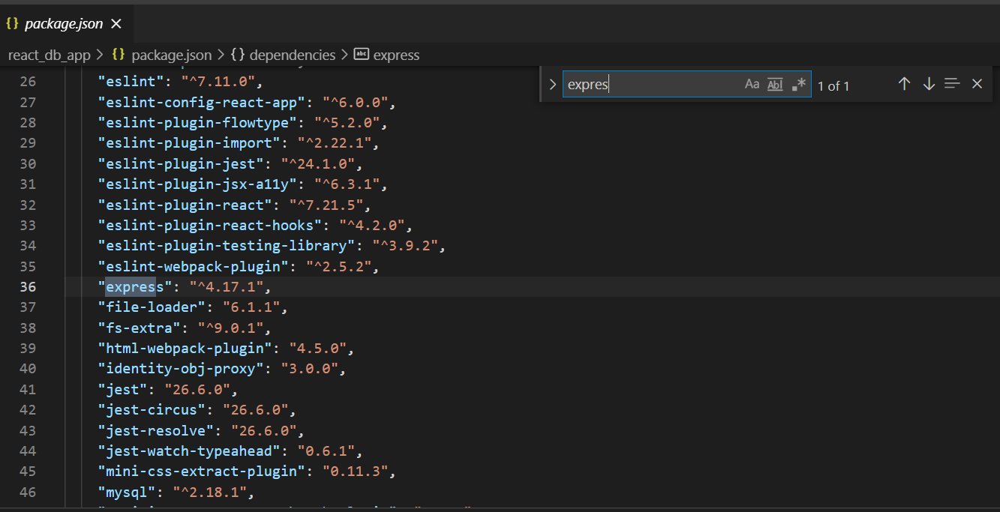 {} package.json ×
react_db_app > {} package.json > {} dependencies > abc express
expres Aa Abl .* 1 of 1
26 "eslint": "^7.11.0",
27 "eslint-config-react-app": "^6.0.0",
28 "eslint-plugin-flowtype": "^5.2.0",
29 "eslint-plugin-import": "^2.22.1",
30 "eslint-plugin-jest": "^24.1.0",
31 "eslint-plugin-jsx-a11y": "^6.3.1",
32 "eslint-plugin-react": "^7.21.5",
33 "eslint-plugin-react-hooks": "^4.2.0",
34 "eslint-plugin-testing-library": "^3.9.2",
35 "eslint-webpack-plugin": "^2.5.2",
36 "express": "^4.17.1",
37 "file-loader": "6.1.1",
38 "fs-extra": "^9.0.1",
39 "html-webpack-plugin": "4.5.0",
40 "identity-obj-proxy": "3.0.0",
41 "jest": "26.6.0",
42 "jest-circus": "26.6.0",
43 "jest-resolve": "26.6.0",
44 "jest-watch-typeahead": "0.6.1",
45 "mini-css-extract-plugin": "0.11.3",
46 "mysql": "^2.18.1",